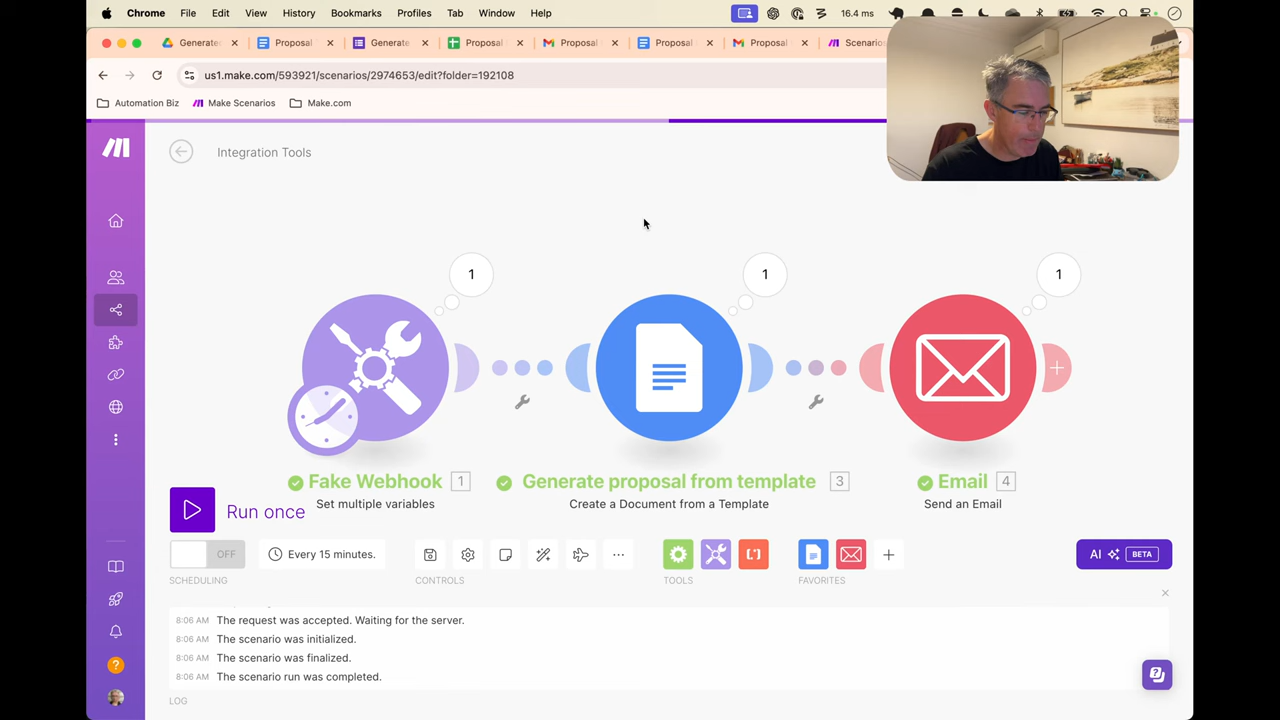 Chrome File Edit View History Bookmarks Profiles Tab Window Help 16.4 ms
Generated Proposal Generate Proposal Proposal Proposal Proposal Scenario
us1.make.com/593921/scenarios/2974653/edit?folder=192108
Automation Biz Make Scenarios Make.com
Integration Tools
1 1 1
Fake Webhook 1 Generate proposal from template 3 Email 4
Set multiple variables Create a Document from a Template Send an Email
Run once
OFF Every 15 minutes. AI BETA
SCHEDULING CONTROLS TOOLS FAVORITES
8:06 AM The request was accepted. Waiting for the server.
8:06 AM The scenario was initialized.
8:06 AM The scenario was finalized.
8:06 AM The scenario run was completed.
LOG